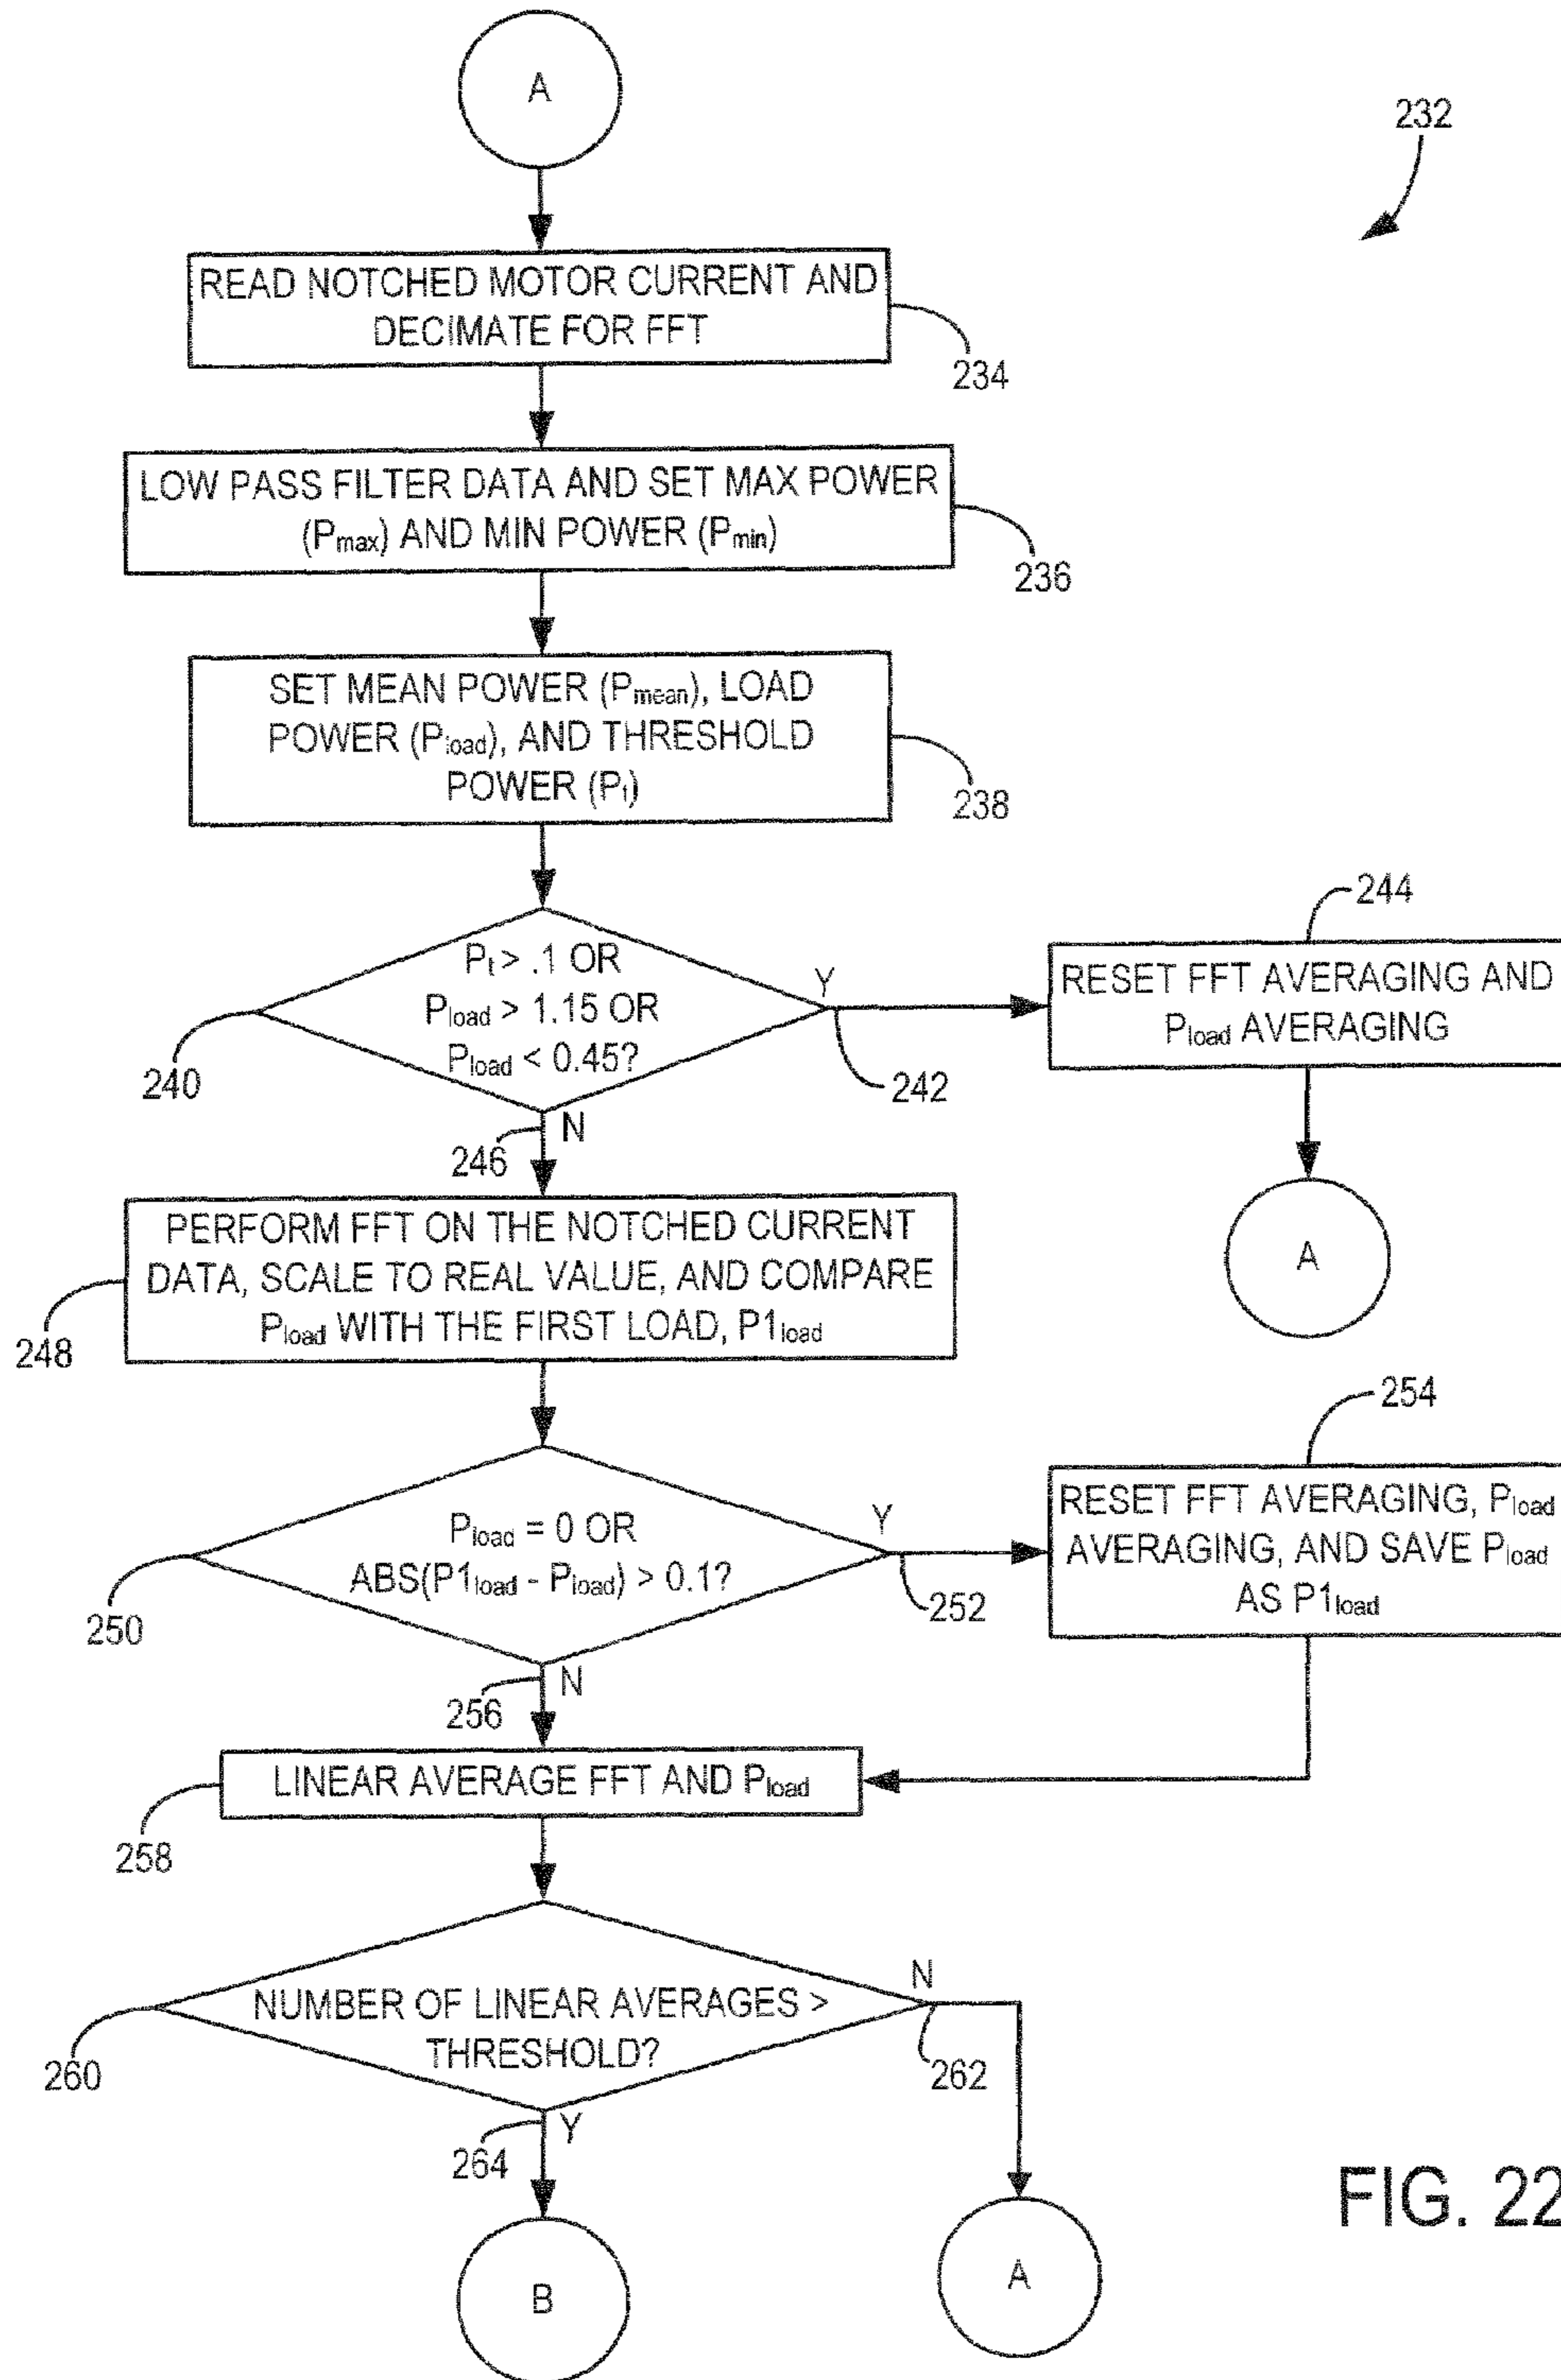 A
232
READ NOTCHED MOTOR CURRENT AND
DECIMATE FOR FFT
234
LOW PASS FILTER DATA AND SET MAX POWER
(Pmax) AND MIN POWER (Pmin)
236
SET MEAN POWER (Pmean), LOAD
POWER (Pload), AND THRESHOLD
POWER (Pt)
238
Pt > .1 OR
Pload > 1.15 OR
Pload < 0.45?
240
Y
242
244
RESET FFT AVERAGING AND
Pload AVERAGING
A
N
246
PERFORM FFT ON THE NOTCHED CURRENT
DATA, SCALE TO REAL VALUE, AND COMPARE
Pload WITH THE FIRST LOAD, P1load
248
Pload = 0 OR
ABS(P1load - Pload) > 0.1?
250
Y
252
254
RESET FFT AVERAGING, Pload
AVERAGING, AND SAVE Pload
AS P1load
N
256
LINEAR AVERAGE FFT AND Pload
258
NUMBER OF LINEAR AVERAGES >
THRESHOLD?
260
N
262
Y
264
B
A
FIG. 22